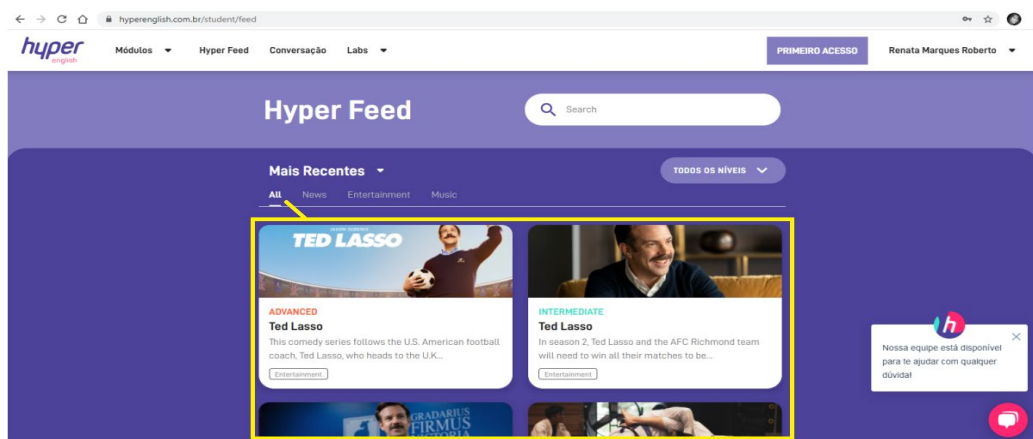 hyperenglish.com.br/student/feed
hyper
english
Módulos
Hyper Feed
Conversação
Labs
PRIMEIRO ACESSO
Renata Marques Roberto
Hyper Feed
Search
Mais Recentes
TODOS OS NÍVEIS
All
News
Entertainment
Music
TED LASSO
ADVANCED
Ted Lasso
This comedy series follows the U.S. American football
coach, Ted Lasso, who heads to the U.K...
Entertainment
INTERMEDIATE
Ted Lasso
In season 2, Ted Lasso and the AFC Richmond team
will need to win all their matches to be...
Entertainment
GRADARIUS
FIRMUS
h
Nossa equipe está disponível
para te ajudar com qualquer
dúvida!